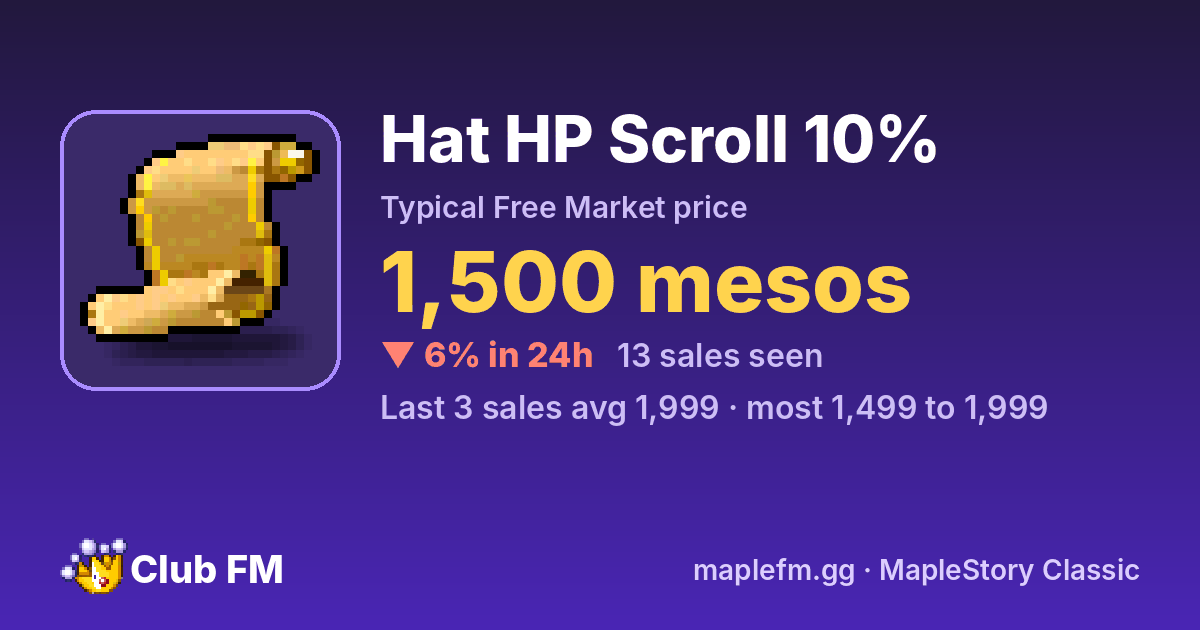 Hat HP Scroll 10%
Typical Free Market price
1,500 mesos
▼ 6% in 24h 13 sales seen
Last 3 sales avg 1,999 · most 1,499 to 1,999
Club FM
maplefm.gg · MapleStory Classic